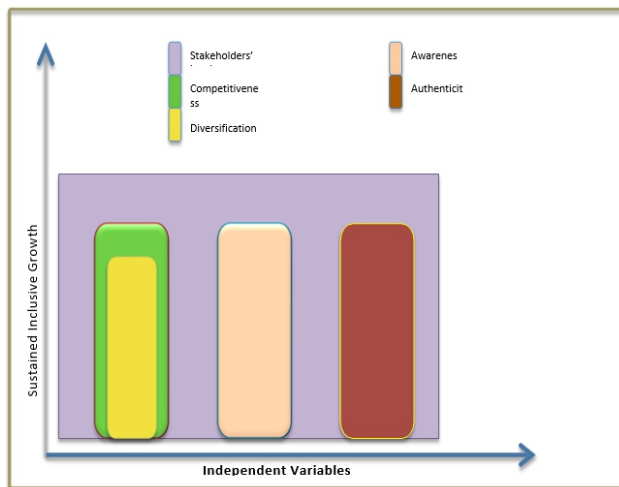 Stakeholders'
Awarenes
Competitivene
ss
Authenticit
Diversification
Sustained Inclusive Growth
Independent Variables